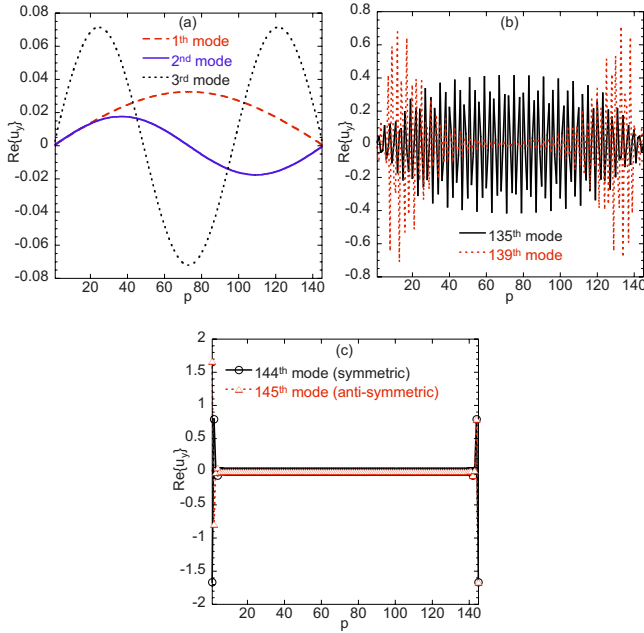 (a)
1th mode
2nd mode
3rd mode
0.08
0.06
0.04
0.02
0
-0.02
-0.04
-0.06
-0.08
Re{uy}
20 40 60 80 100 120 140
p
(b)
135th mode
139th mode
0.8
0.6
0.4
0.2
0
-0.2
-0.4
-0.6
-0.8
20 40 60 80 100 120 140
p
(c)
144th mode (symmetric)
145th mode (anti-symmetric)
2
1.5
1
0.5
0
-0.5
-1
-1.5
-2
Re{uy}
20 40 60 80 100 120 140
p